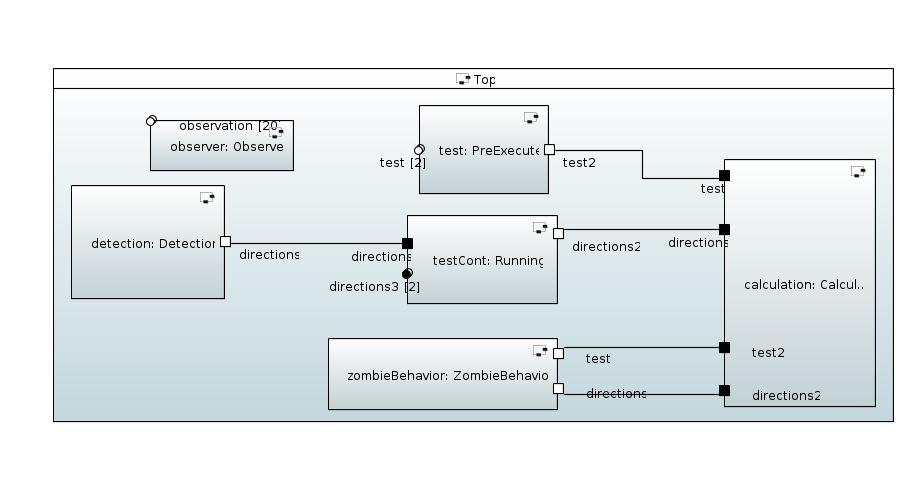 Top
observation [20
observer: Observe
test: PreExecute
test [2]
test2
test
detection: Detection
directions
directions
testCont: Running
directions3 [2]
directions2
directions
calculation: Calcul..
zombieBehavior: ZombieBehavio
test
directions
test2
directions2